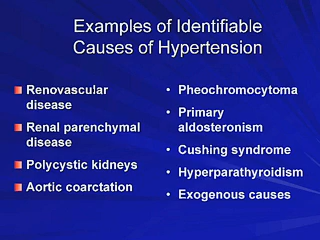 Examples of Identifiable
Causes of Hypertension
Renovascular
disease
Renal parenchymal
disease
Polycystic kidneys
Aortic coarctation
Pheochromocytoma
Primary
aldosteronism
Cushing syndrome
Hyperparathyroidism
Exogenous causes